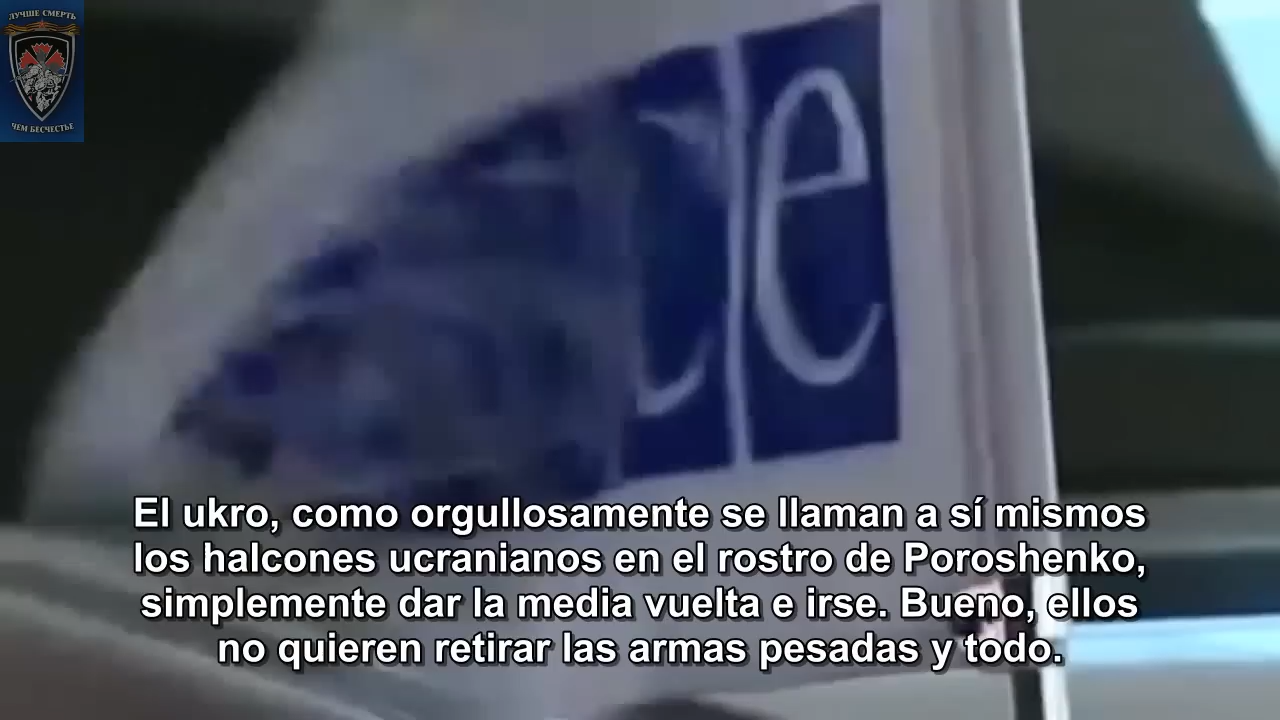 ЛУЧШЕ СМЕРТЬ
ЧЕМ БЕСЧЕСТЬЕ
c e
El ukro, como orgullosamente se llaman a sí mismos
los halcones ucranianos en el rostro de Poroshenko,
simplemente dar la media vuelta e irse. Bueno, ellos
no quieren retirar las armas pesadas y todo.